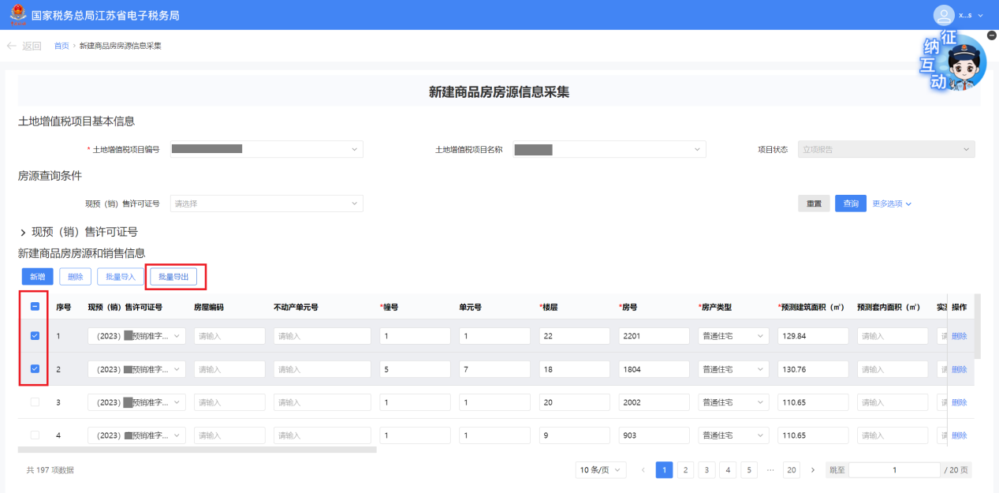 国家税务总局江苏省电子税务局
x...s
返回 首页 › 新建商品房房源信息采集
征纳互动
新建商品房房源信息采集
土地增值税项目基本信息
* 土地增值税项目编号 土地增值税项目名称 项目状态 立项报告
房源查询条件
现预（销）售许可证号 请选择 重置 查询 更多选项
现预（销）售许可证号
新建商品房房源和销售信息
新增 删除 批量导入 批量导出
序号 现预（销）售许可证号 房屋编码 不动产单元号 *幢号 单元号 *楼层 *房号 *房产类型 *预测建筑面积（㎡） 预测套内面积（㎡） 实测 操作
1 （2023） 预销准字... 请输入 请输入 1 1 22 2201 普通住宅 129.84 请输入 请 删除
2 （2023） 预销准字... 请输入 请输入 5 7 18 1804 普通住宅 130.76 请输入 请 删除
3 （2023） 预销准字... 请输入 请输入 1 1 20 2002 普通住宅 110.65 请输入 请 删除
4 （2023） 预销准字... 请输入 请输入 1 1 9 903 普通住宅 110.65 请输入 请 删除
共 197 项数据 10 条/页 1 2 3 4 5 ··· 20 跳至 1 / 20 页